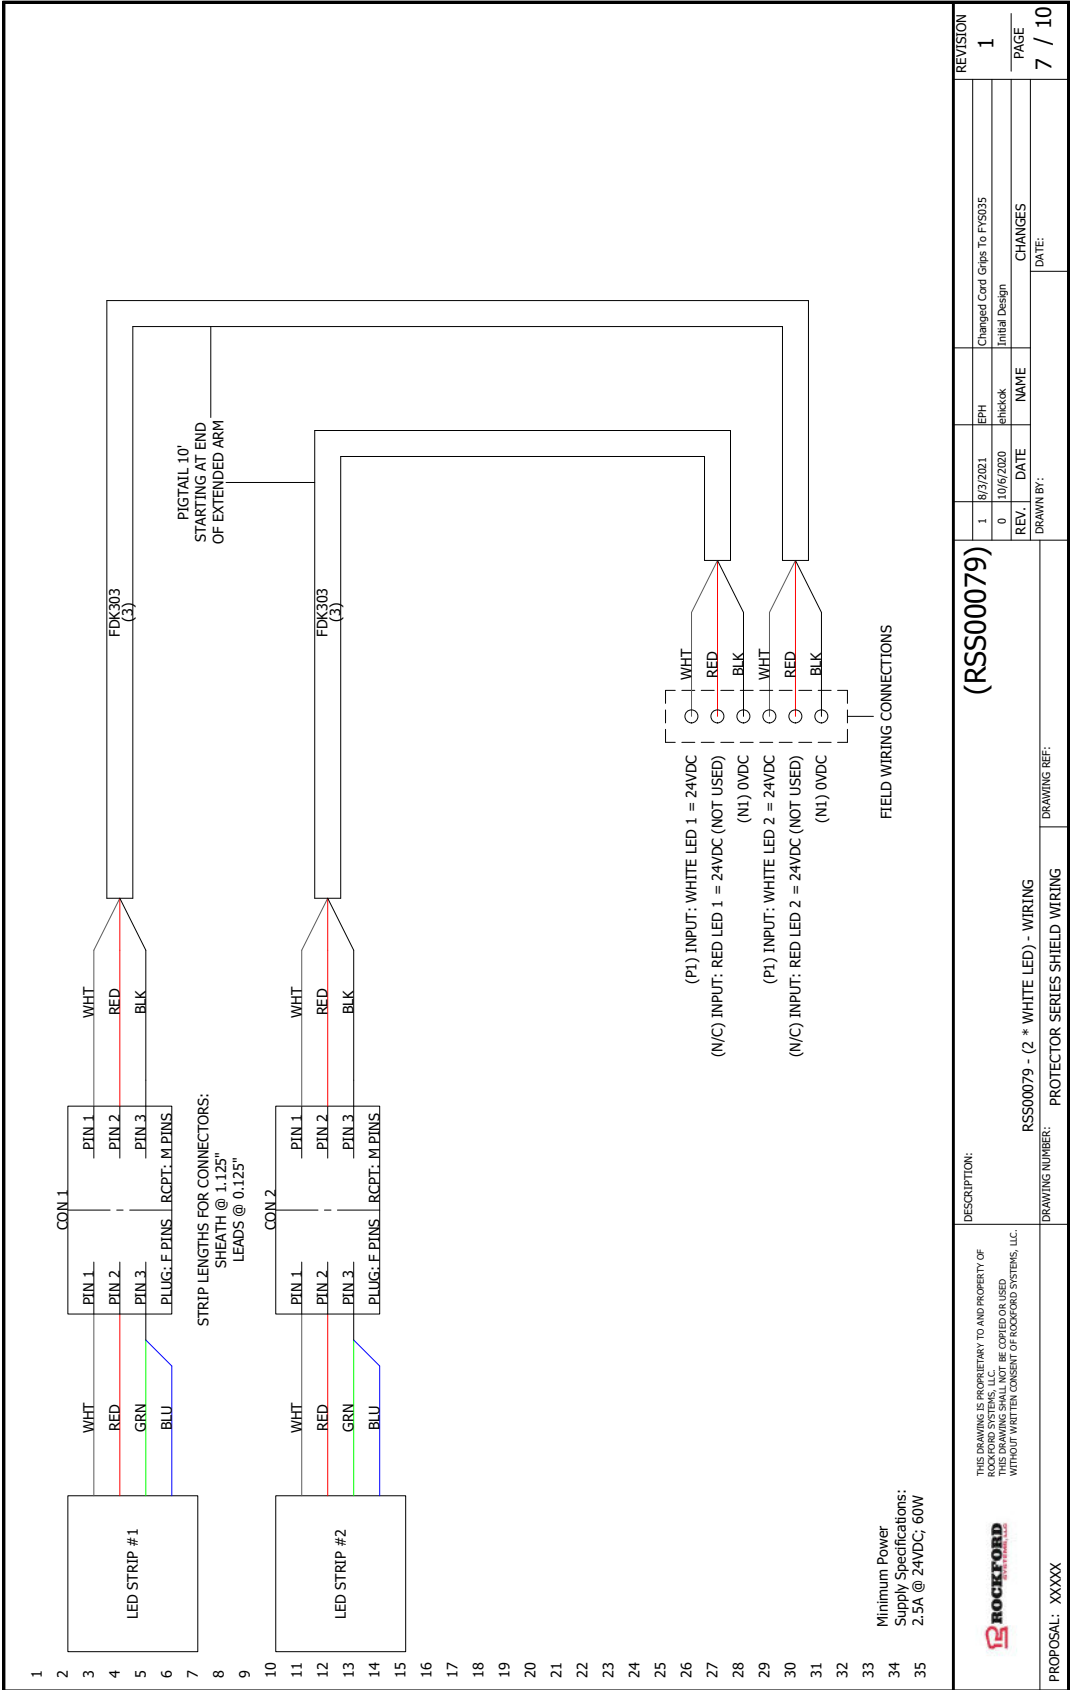 1
2
3
4
5
6
7
8
9
10
11
12
13
14
15
16
17
18
19
20
21
22
23
24
25
26
27
28
29
30
31
32
33
34
35
LED STRIP #1
WHT
RED
GRN
BLU
CON 1
PIN 1
PIN 2
PIN 3
PLUG: F PINS
PIN 1
PIN 2
PIN 3
RCPT: M PINS
WHT
RED
BLK
FDK303
(3)
STRIP LENGTHS FOR CONNECTORS:
SHEATH @ 1.125"
LEADS @ 0.125"
PIGTAIL 10'
STARTING AT END
OF EXTENDED ARM
LED STRIP #2
WHT
RED
GRN
BLU
CON 2
PIN 1
PIN 2
PIN 3
PLUG: F PINS
PIN 1
PIN 2
PIN 3
RCPT: M PINS
WHT
RED
BLK
FDK303
(3)
(P1) INPUT: WHITE LED 1 = 24VDC
WHT
(N/C) INPUT: RED LED 1 = 24VDC (NOT USED)
RED
(N1) 0VDC
BLK
(P1) INPUT: WHITE LED 2 = 24VDC
WHT
(N/C) INPUT: RED LED 2 = 24VDC (NOT USED)
RED
(N1) 0VDC
BLK
FIELD WIRING CONNECTIONS
Minimum Power
Supply Specifications:
2.5A @ 24VDC; 60W
ROCKFORD
SYSTEMS, LLC
THIS DRAWING IS PROPRIETARY TO AND PROPERTY OF
ROCKFORD SYSTEMS, LLC.
THIS DRAWING SHALL NOT BE COPIED OR USED
WITHOUT WRITTEN CONSENT OF ROCKFORD SYSTEMS, LLC.
PROPOSAL: XXXXX
DESCRIPTION:
(RSS00079)
RSS00079 - (2 * WHITE LED) - WIRING
DRAWING NUMBER:
PROTECTOR SERIES SHIELD WIRING
DRAWING REF:
1 8/3/2021 EPH Changed Cord Grips To FYS035
0 10/6/2020 ehickok Initial Design
REV. DATE NAME CHANGES
DRAWN BY:
DATE:
REVISION
1
PAGE
7 / 10